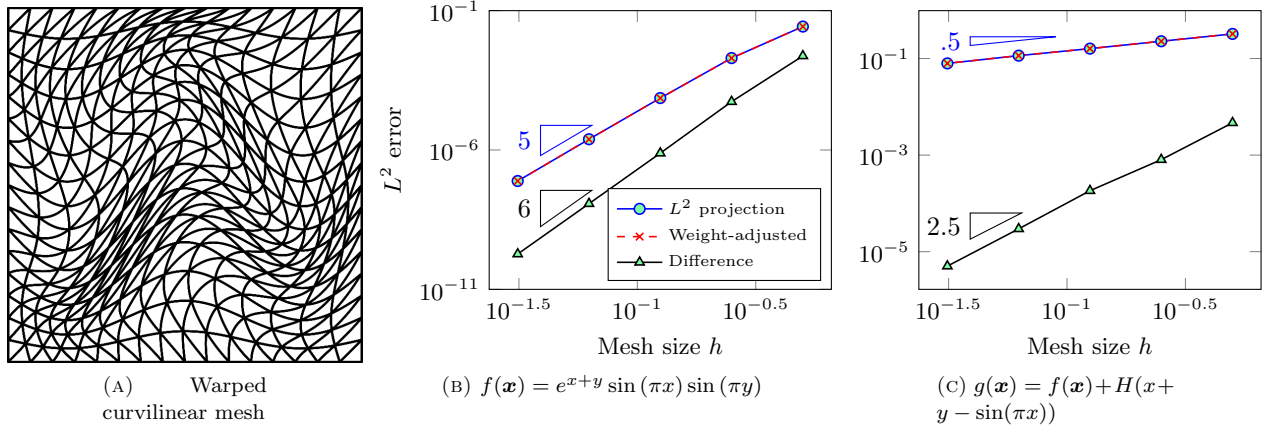 10^{-1}
10^{-6}
10^{-11}
L^2 error
5
6
L^2 projection
Weight-adjusted
Difference
10^{-1.5} 10^{-1} 10^{-0.5}
Mesh size h
10^{-1}
10^{-3}
10^{-5}
.5
2.5
10^{-1.5} 10^{-1} 10^{-0.5}
Mesh size h
(A) Warped
curvilinear mesh
(B) f(x) = e^{x+y} sin (πx) sin (πy)
(C) g(x) = f(x)+H(x+
y − sin(πx))